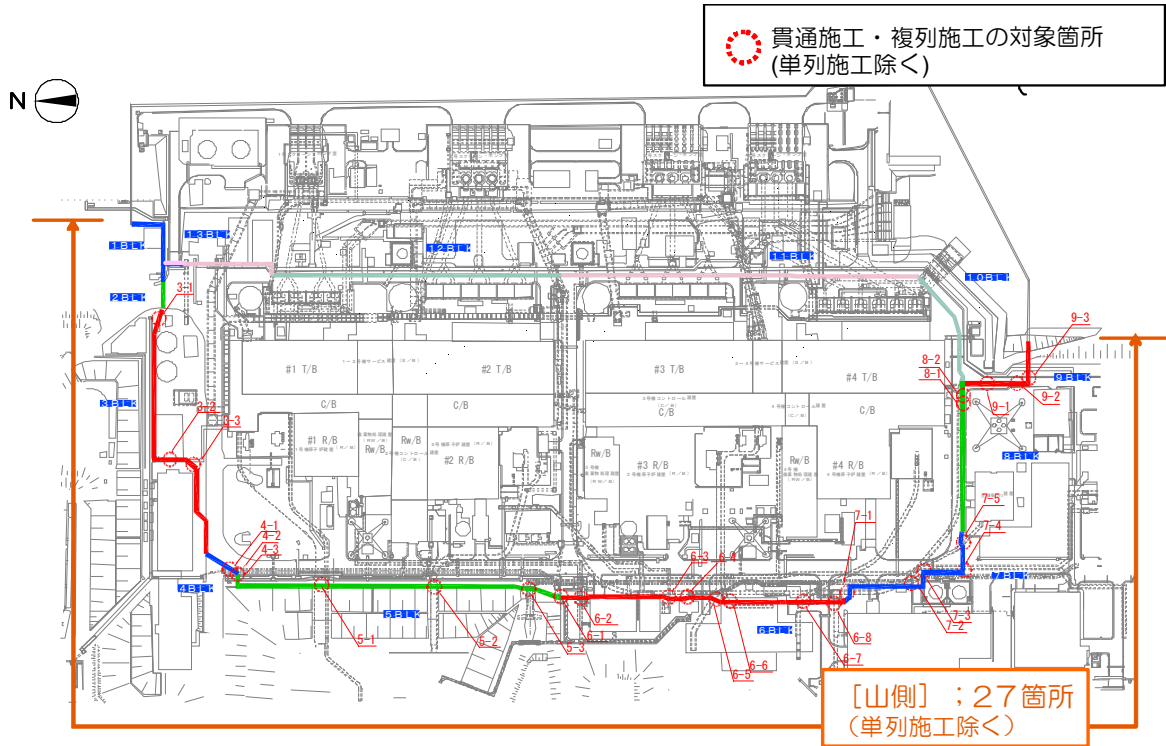 貫通施工・複列施工の対象箇所
(単列施工除く)
N
1BLK
13BLK
12BLK
11BLK
10BLK
2BLK
3-1
9-3
8-2
8-1
9BLK
9-1
9-2
#1 T/B
#2 T/B
#3 T/B
#4 T/B
3BLK
C/B
C/B
C/B
C/B
3-3
#1 R/B
Rw/B
Rw/B
#2 R/B
#3 R/B
Rw/B
#4 R/B
8BLK
7-5
7-4
7-1
4-1
4-2
4-3
6-3
6-4
4BLK
7BLK
5BLK
6-2
6-1
7-3
7-2
5-1
5-2
5-3
6BLK
6-8
6-7
6-6
6-5
[山側];27箇所
(単列施工除く)